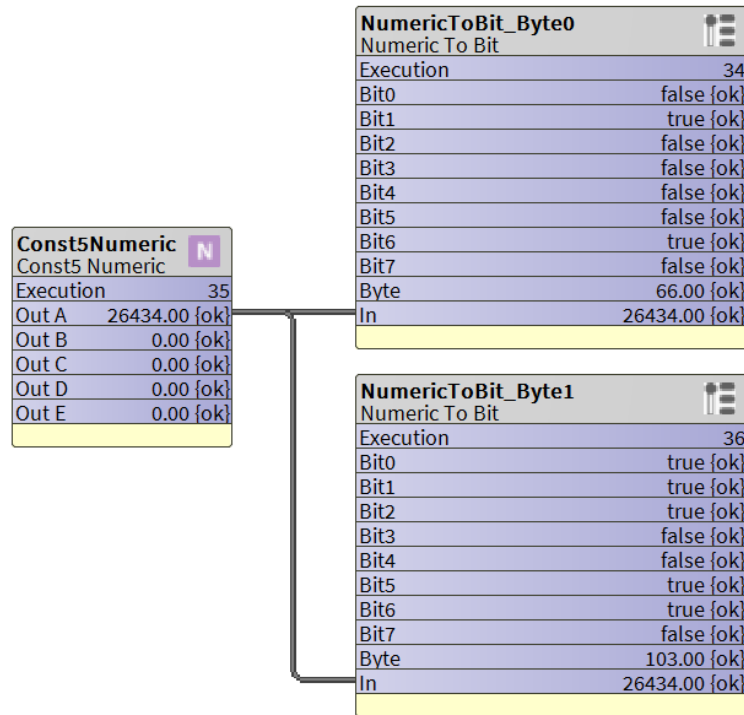 NumericToBit_Byte0
Numeric To Bit
Execution 34
Bit0 false {ok}
Bit1 true {ok}
Bit2 false {ok}
Bit3 false {ok}
Bit4 false {ok}
Bit5 false {ok}
Bit6 true {ok}
Bit7 false {ok}
Byte 66.00 {ok}
In 26434.00 {ok}
Const5Numeric N
Const5 Numeric
Execution 35
Out A 26434.00 {ok}
Out B 0.00 {ok}
Out C 0.00 {ok}
Out D 0.00 {ok}
Out E 0.00 {ok}
NumericToBit_Byte1
Numeric To Bit
Execution 36
Bit0 true {ok}
Bit1 true {ok}
Bit2 true {ok}
Bit3 false {ok}
Bit4 false {ok}
Bit5 true {ok}
Bit6 true {ok}
Bit7 false {ok}
Byte 103.00 {ok}
In 26434.00 {ok}